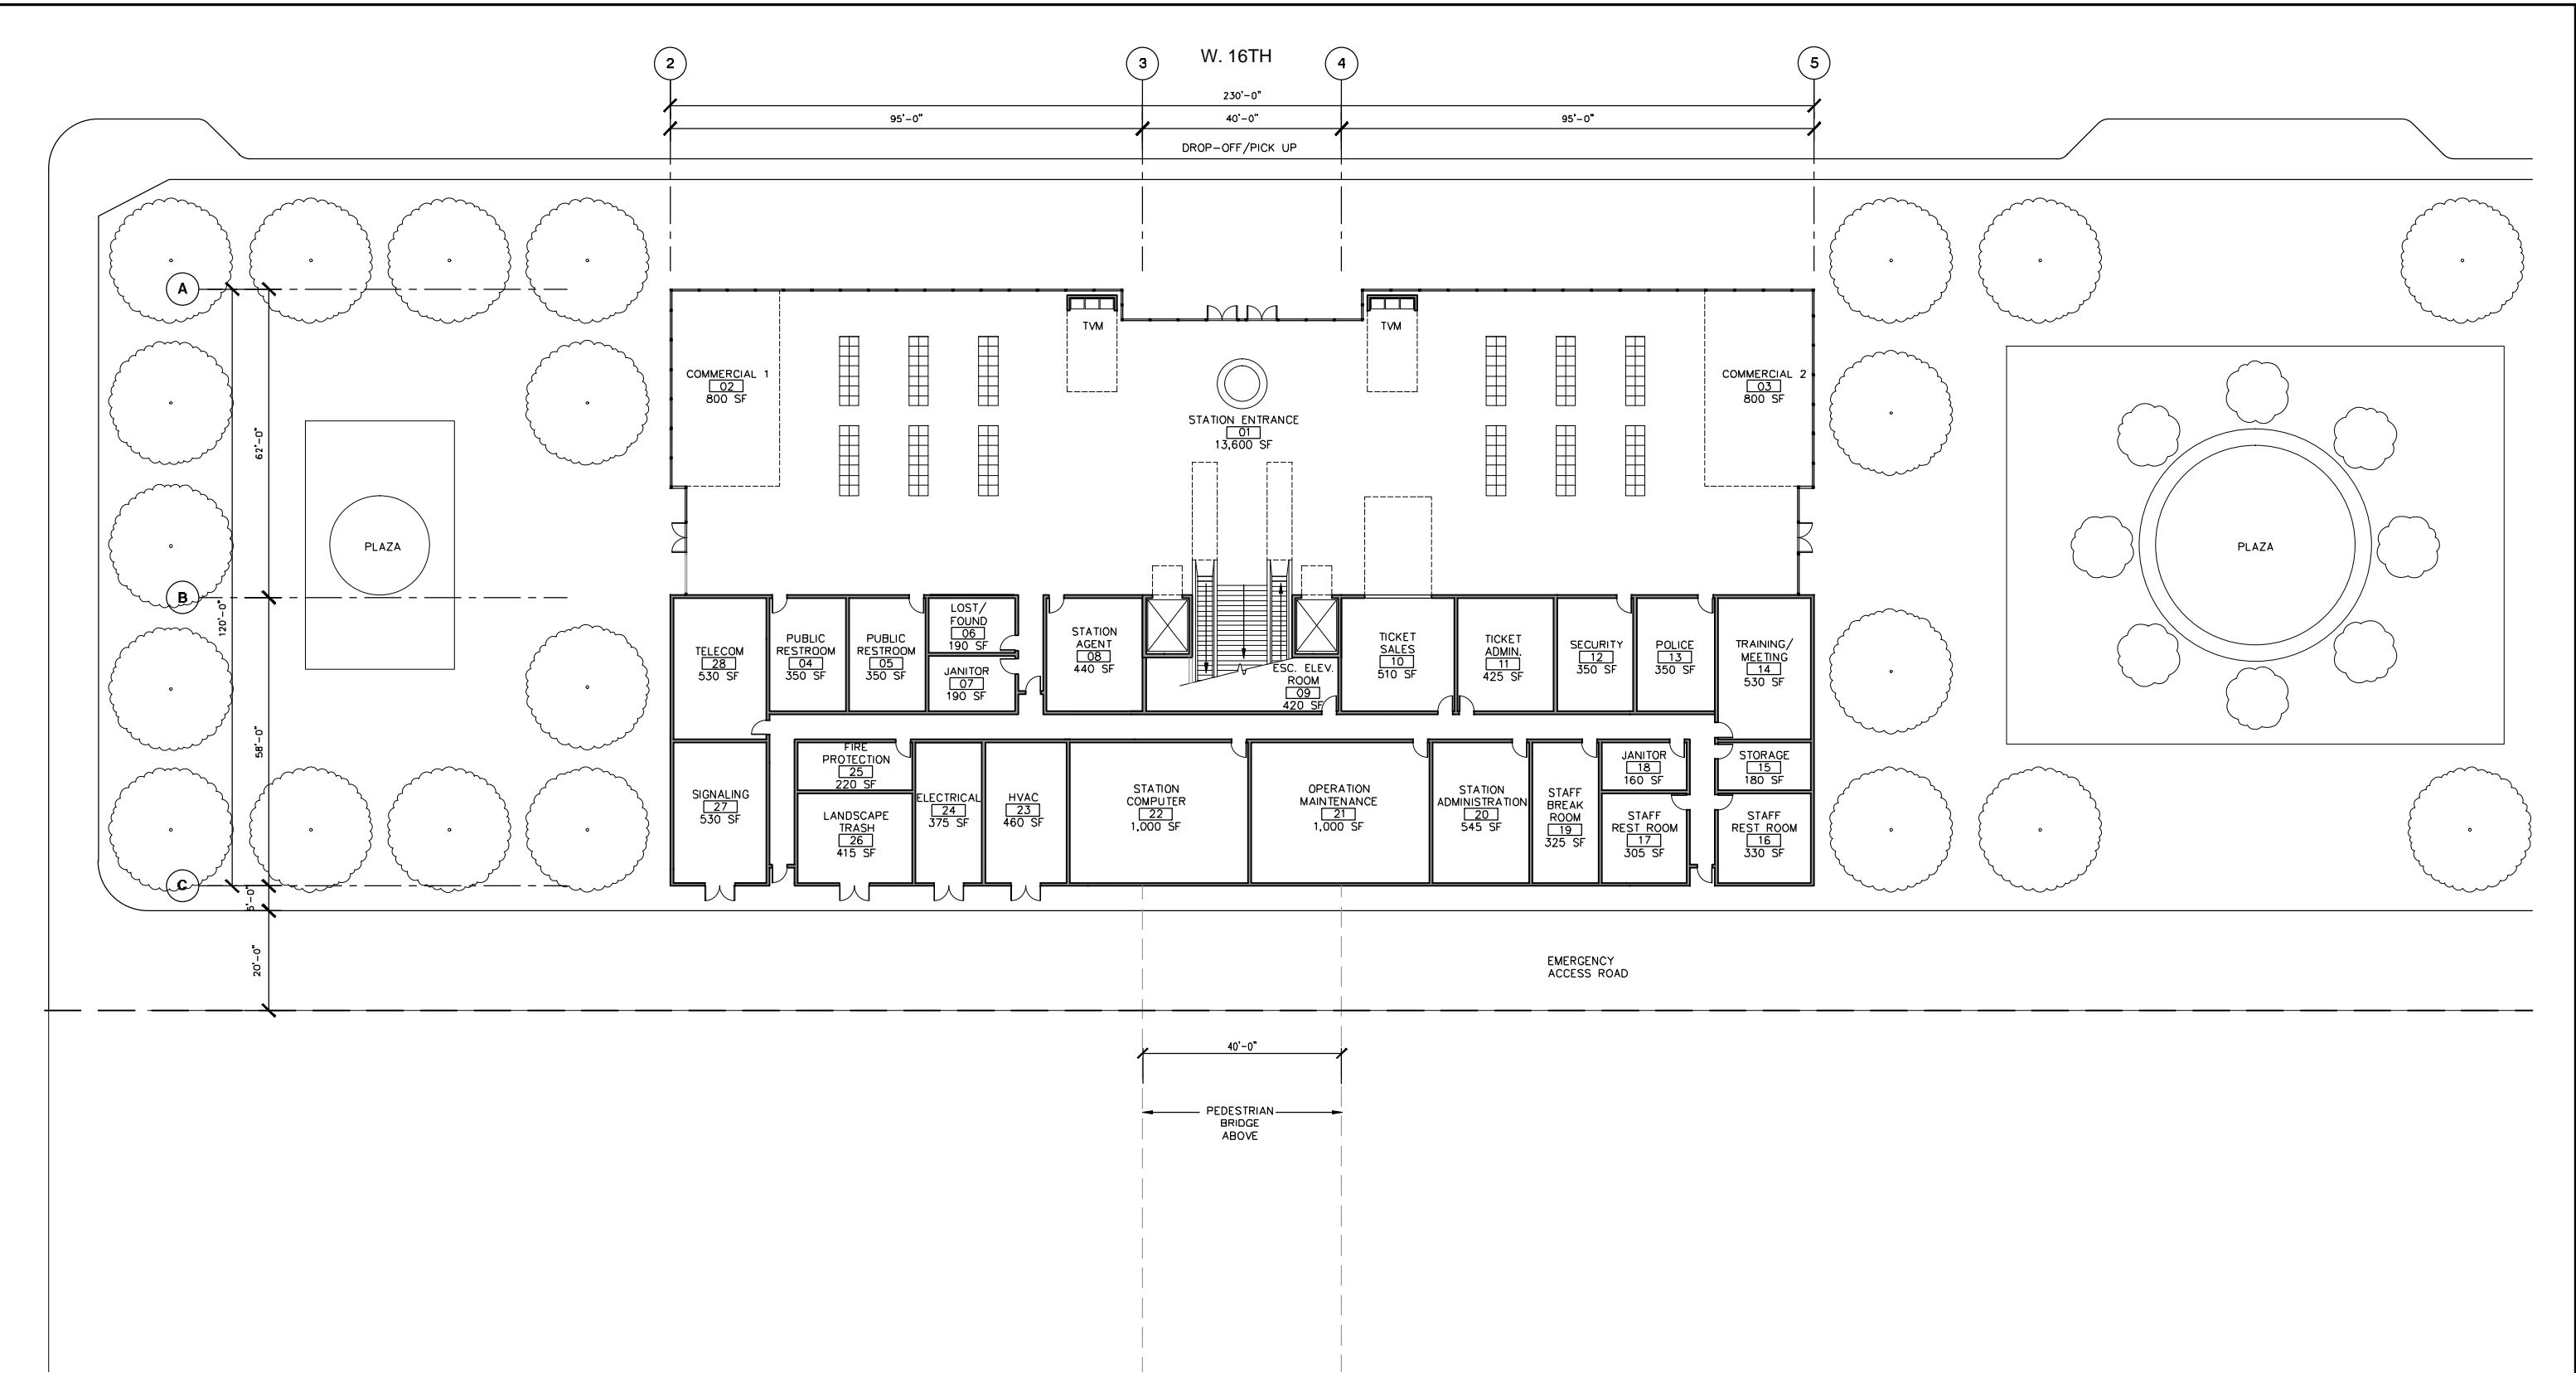 W. 16TH
2
3
4
5
230'-0"
95'-0"
40'-0"
95'-0"
DROP-OFF/PICK UP
A
B
C
62'-0"
120'-0"
58'-0"
5'-0"
20'-0"
PLAZA
COMMERCIAL 1
02
800 SF
TVM
TVM
STATION ENTRANCE
01
13,600 SF
COMMERCIAL 2
03
800 SF
PLAZA
TELECOM
28
530 SF
PUBLIC
RESTROOM
04
350 SF
PUBLIC
RESTROOM
05
350 SF
LOST/
FOUND
06
190 SF
JANITOR
07
190 SF
STATION
AGENT
08
440 SF
ESC. ELEV.
ROOM
09
420 SF
TICKET
SALES
10
510 SF
TICKET
ADMIN.
11
425 SF
SECURITY
12
350 SF
POLICE
13
350 SF
TRAINING/
MEETING
14
530 SF
SIGNALING
27
530 SF
FIRE
PROTECTION
25
220 SF
LANDSCAPE
TRASH
26
415 SF
ELECTRICAL
24
375 SF
HVAC
23
460 SF
STATION
COMPUTER
22
1,000 SF
OPERATION
MAINTENANCE
21
1,000 SF
STATION
ADMINISTRATION
20
545 SF
STAFF
BREAK
ROOM
19
325 SF
JANITOR
18
160 SF
STAFF
REST ROOM
17
305 SF
STORAGE
15
180 SF
STAFF
REST ROOM
16
330 SF
EMERGENCY
ACCESS ROAD
40'-0"
PEDESTRIAN
BRIDGE
ABOVE